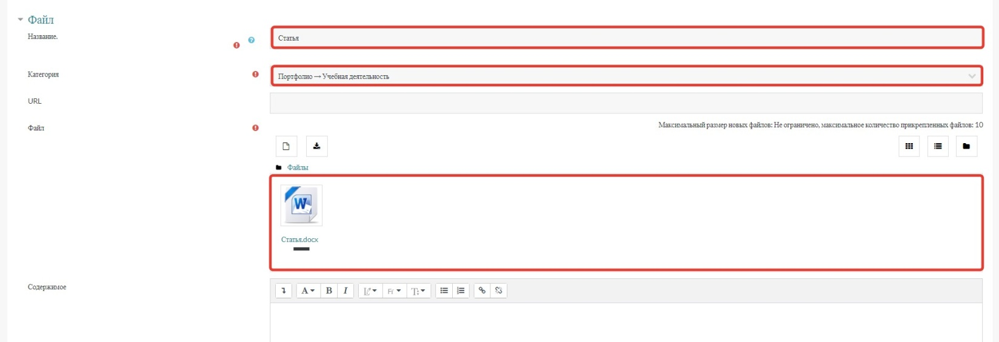 Файл
Название.
Статья
Категория
Портфолио → Учебная деятельность
URL
Файл
Максимальный размер новых файлов: Не ограничено, максимальное количество прикрепленных файлов: 10
Файлы
W
Статья.docx
Содержимое
A B I Fr T